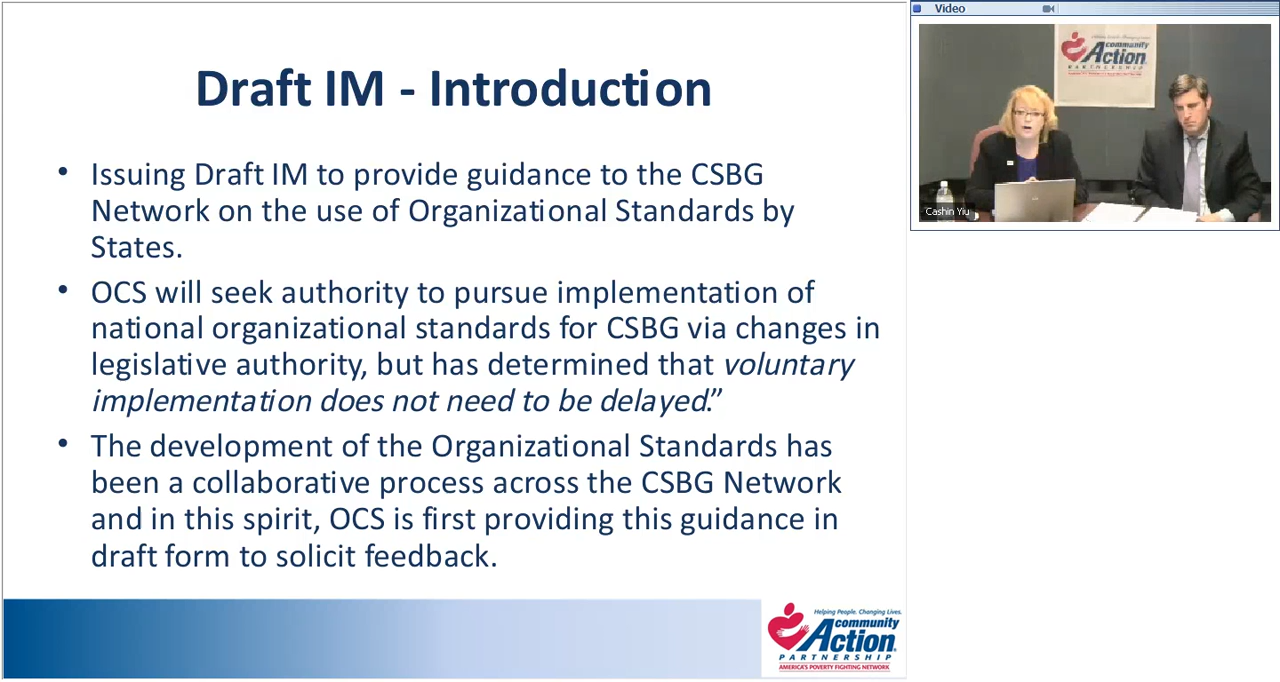 Draft IM - Introduction
• Issuing Draft IM to provide guidance to the CSBG
Network on the use of Organizational Standards by
States.
• OCS will seek authority to pursue implementation of
national organizational standards for CSBG via changes in
legislative authority, but has determined that voluntary
implementation does not need to be delayed.”
• The development of the Organizational Standards has
been a collaborative process across the CSBG Network
and in this spirit, OCS is first providing this guidance in
draft form to solicit feedback.
Helping People. Changing Lives.
community
Action
PARTNERSHIP
AMERICA'S POVERTY FIGHTING NETWORK
Video
community
Action
PARTNERSHIP
Cashin Yiu